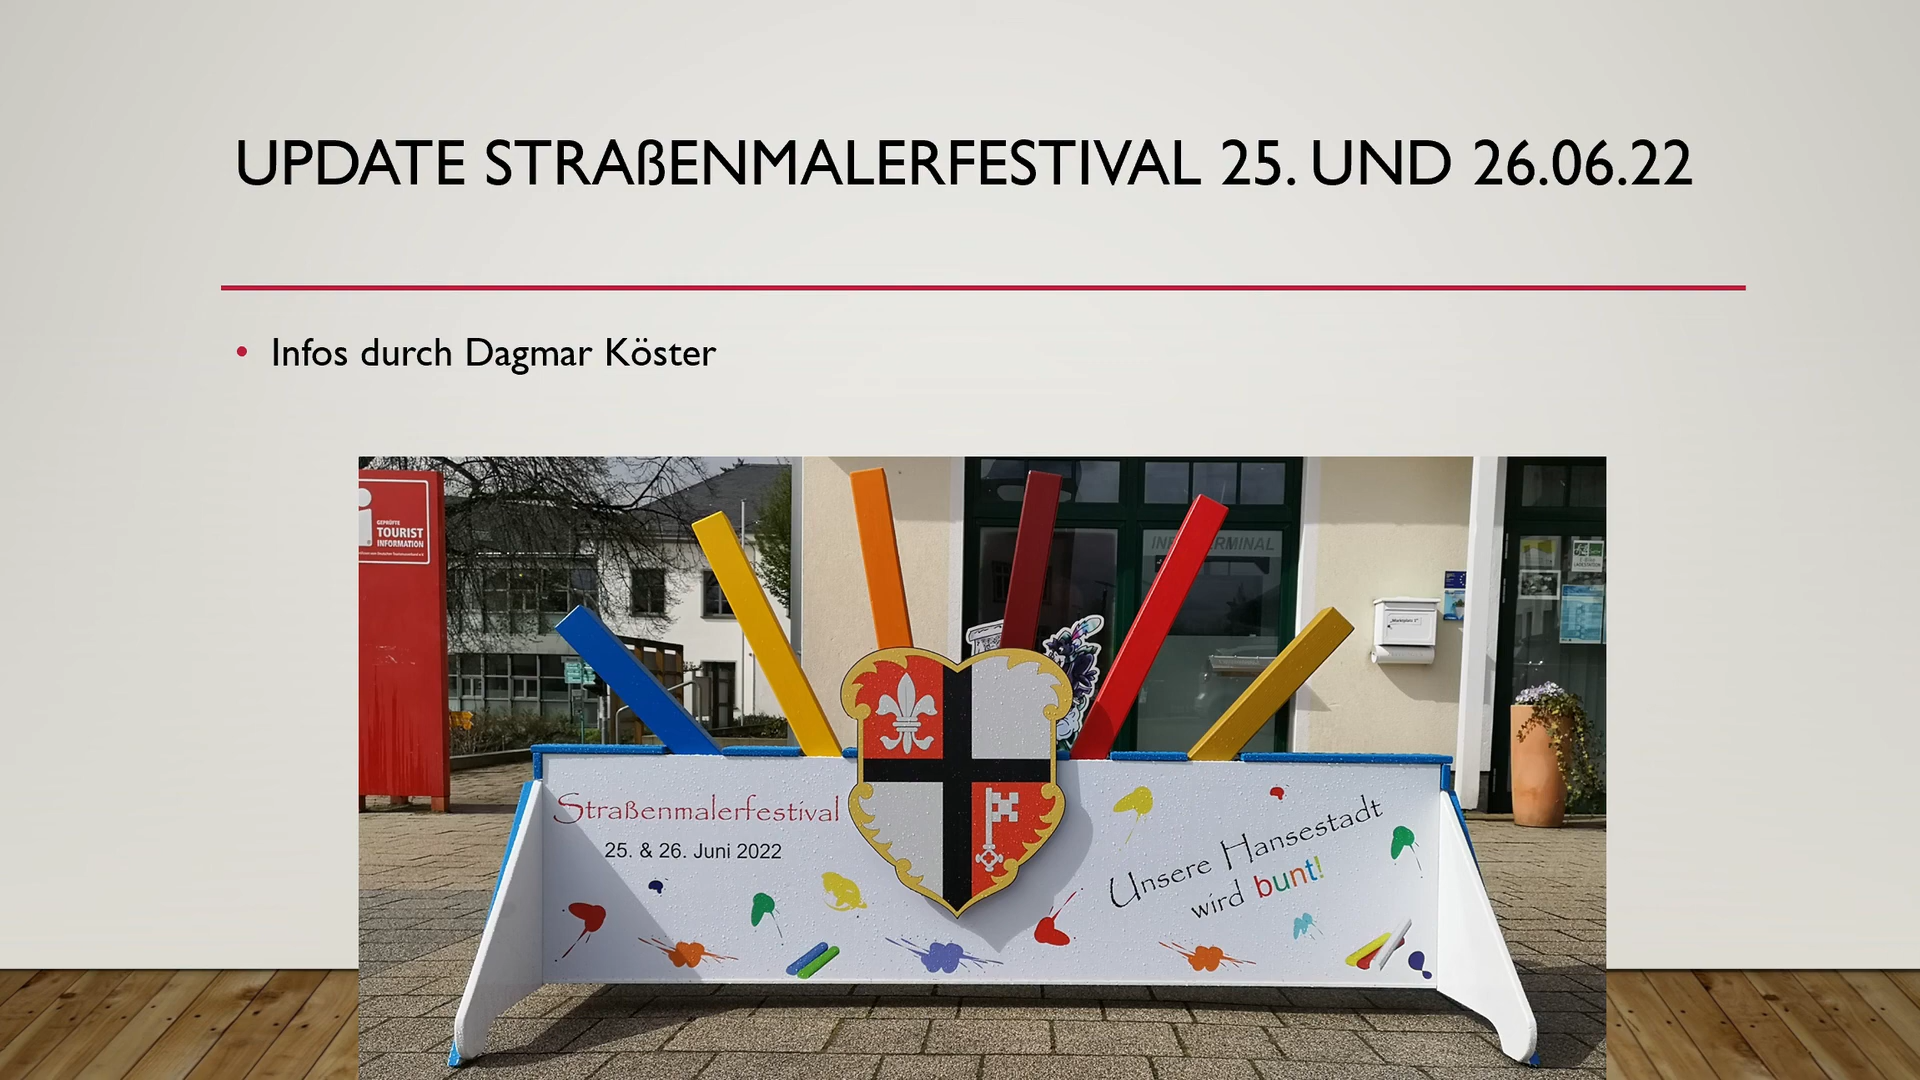 UPDATE STRAßENMALERFESTIVAL 25. UND 26.06.22
• Infos durch Dagmar Köster
GEPRÜFTE
TOURIST
INFORMATION
Straßenmalerfestival
25. & 26. Juni 2022
Unsere Hansestadt
wird bunt!